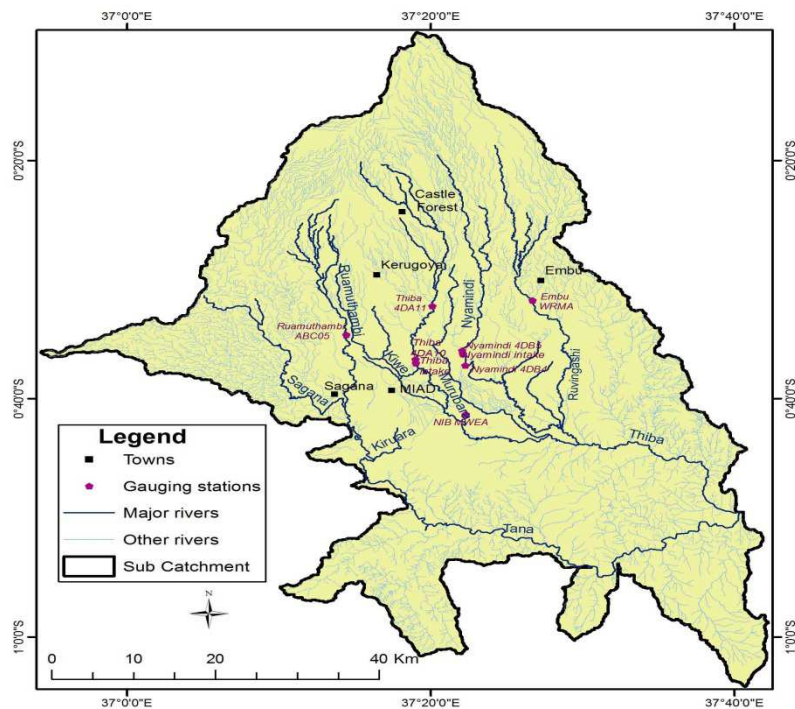 37°0'0"E
37°20'0"E
37°40'0"E
0°20'0"S
0°20'0"S
Castle
Forest
Kerugoya
Embu
Ruamuthambi
Nyamindi
Thiba
4DA11
Embu
WRMA
Ruamuthambi
ABC05
Thiba
4DA10
Thiba
intake
Kiwe
Nyamindi 4DB5
Nyamindi intake
Nyamindi 4DB4
Ruvingashi
Sagana
Sagana
MIAD
Murubara
0°40'0"S
0°40'0"S
NIB MWEA
Kiruara
Thiba
Tana
Legend
Towns
Gauging stations
Major rivers
Other rivers
Sub Catchment
N
1°0'0"S
1°0'0"S
0
10
20
40 Km
37°0'0"E
37°20'0"E
37°40'0"E